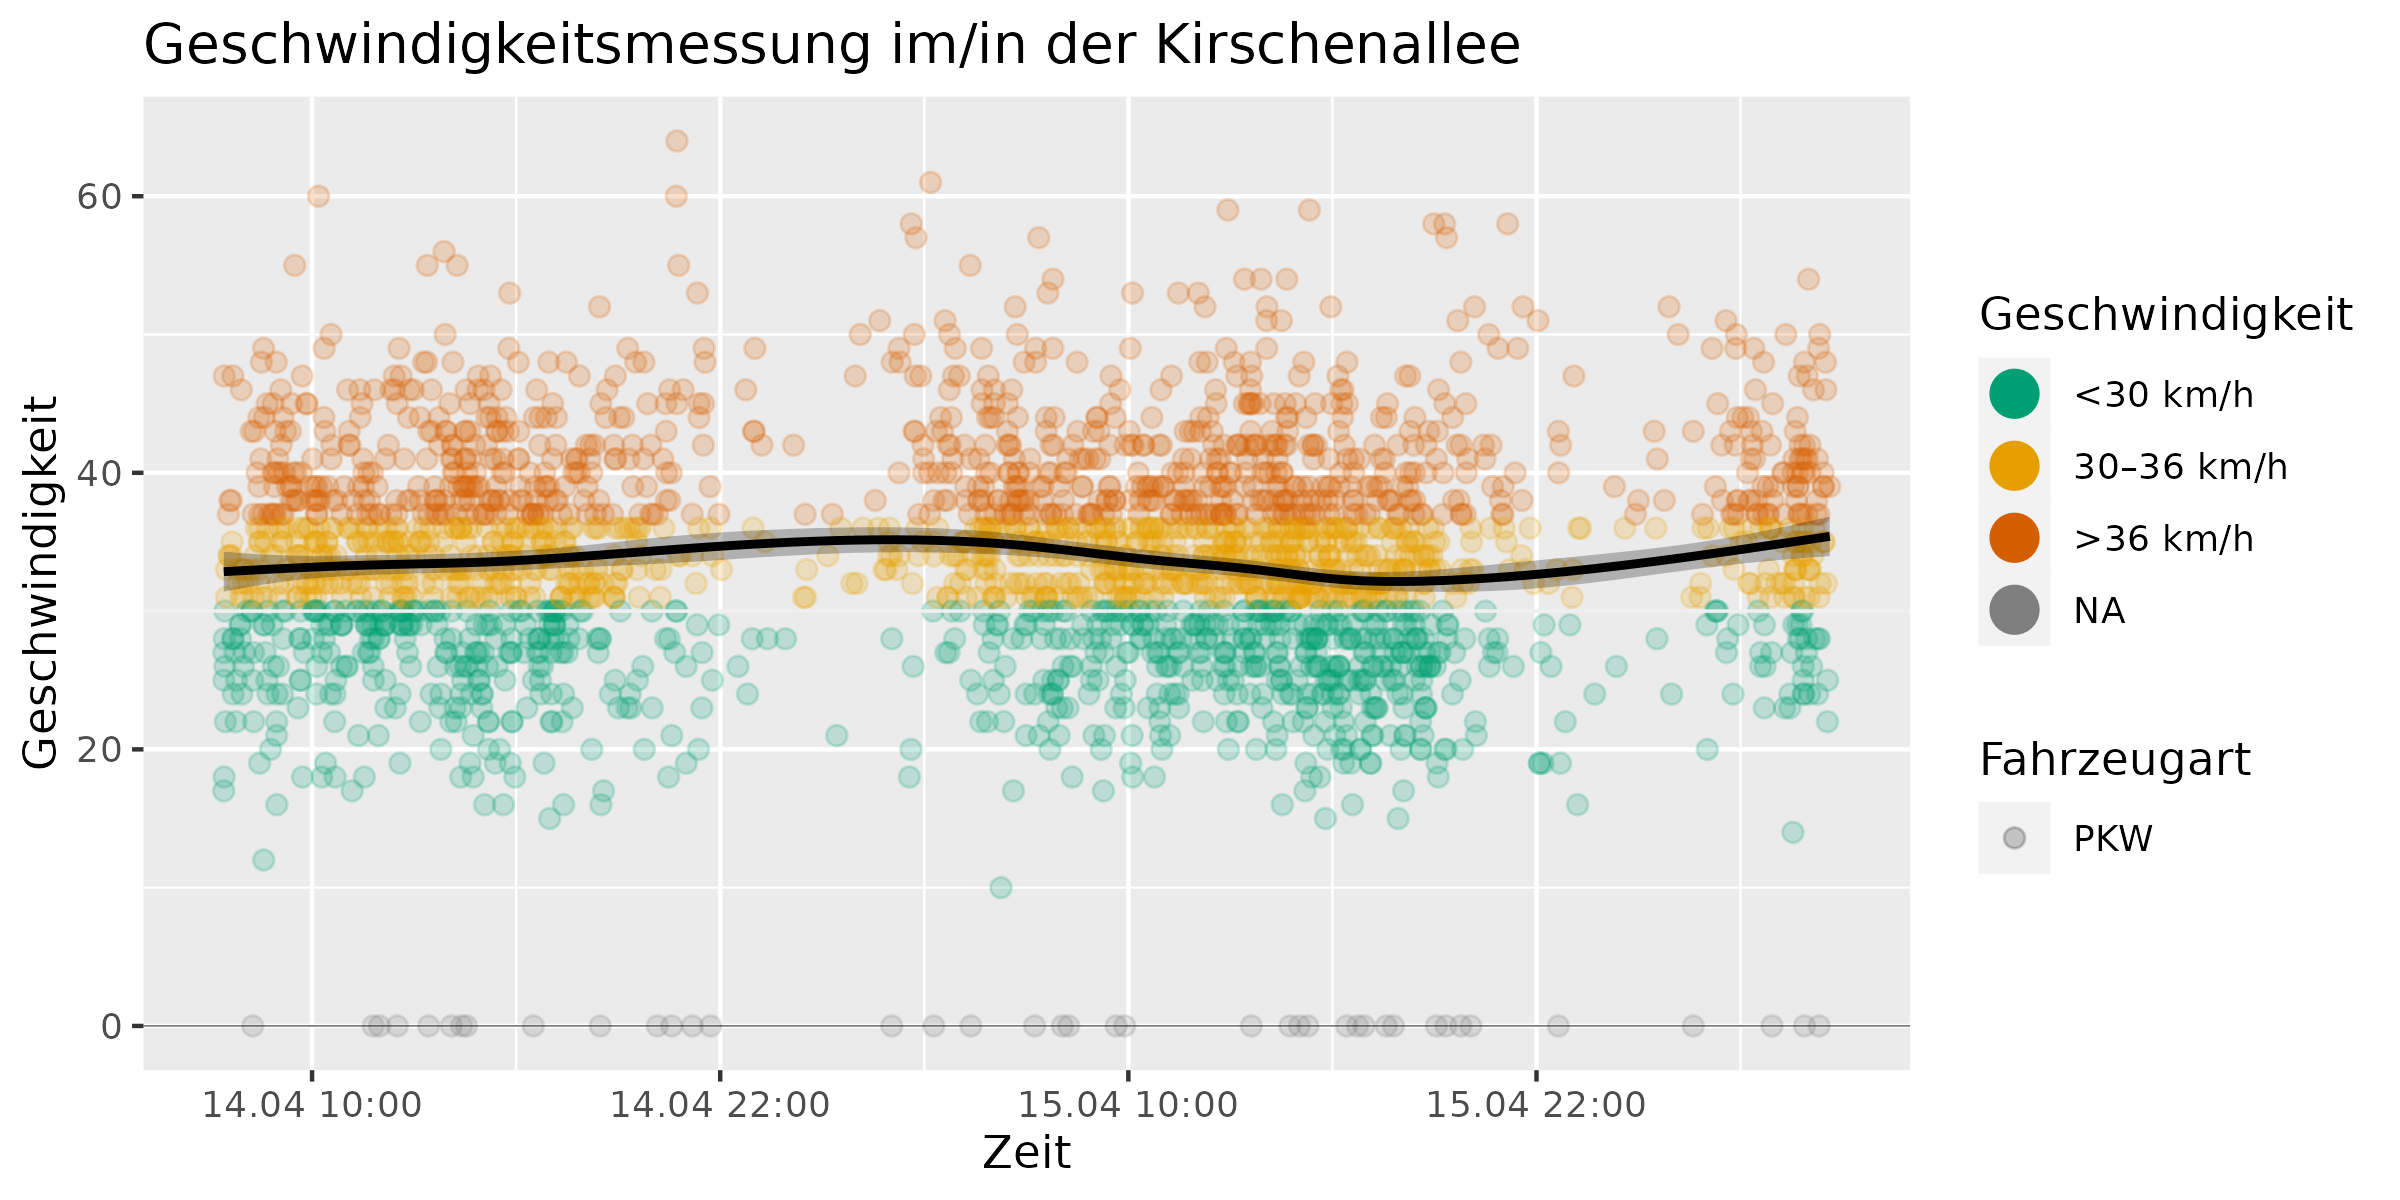 Geschwindigkeitsmessung im/in der Kirschenallee
Geschwindigkeit
60
40
20
0
14.04 10:00
14.04 22:00
15.04 10:00
15.04 22:00
Zeit
Geschwindigkeit
<30 km/h
30–36 km/h
>36 km/h
NA
Fahrzeugart
PKW